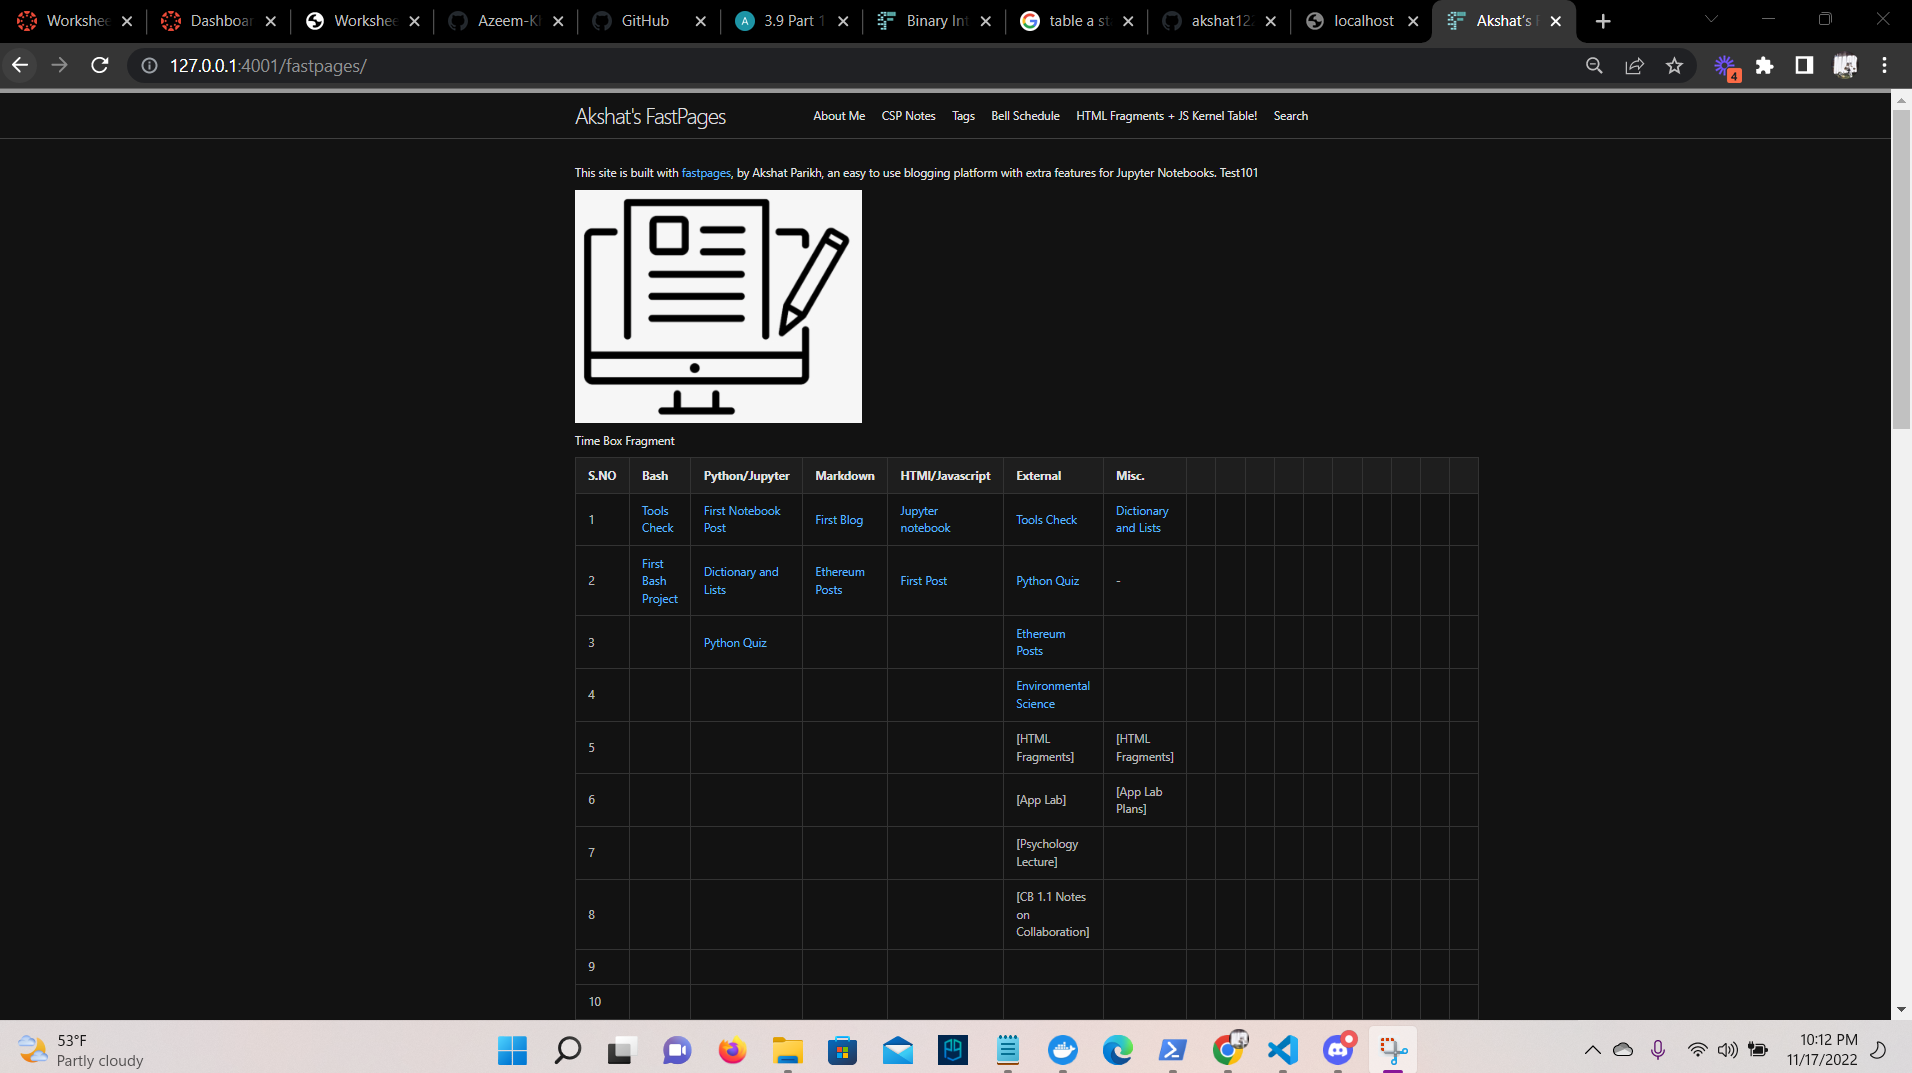 Workshee
Dashboar
Workshee
Azeem-K
GitHub
3.9 Part 1
Binary Int
table a st
akshat12
localhost
Akshat's F
127.0.0.1:4001/fastpages/
4
Akshat's FastPages
About Me
CSP Notes
Tags
Bell Schedule
HTML Fragments + JS Kernel Table!
Search
This site is built with fastpages, by Akshat Parikh, an easy to use blogging platform with extra features for Jupyter Notebooks. Test101
Time Box Fragment
S.NO Bash Python/Jupyter Markdown HTMl/Javascript External Misc.
1
Tools
Check
First Notebook
Post
First Blog
Jupyter
notebook
Tools Check
Dictionary
and Lists
2
First
Bash
Project
Dictionary and
Lists
Ethereum
Posts
First Post
Python Quiz
-
3
Python Quiz
Ethereum
Posts
4
Environmental
Science
5
[HTML
Fragments]
[HTML
Fragments]
6
[App Lab]
[App Lab
Plans]
7
[Psychology
Lecture]
8
[CB 1.1 Notes
on
Collaboration]
9
10
53°F
Partly cloudy
10:12 PM
11/17/2022